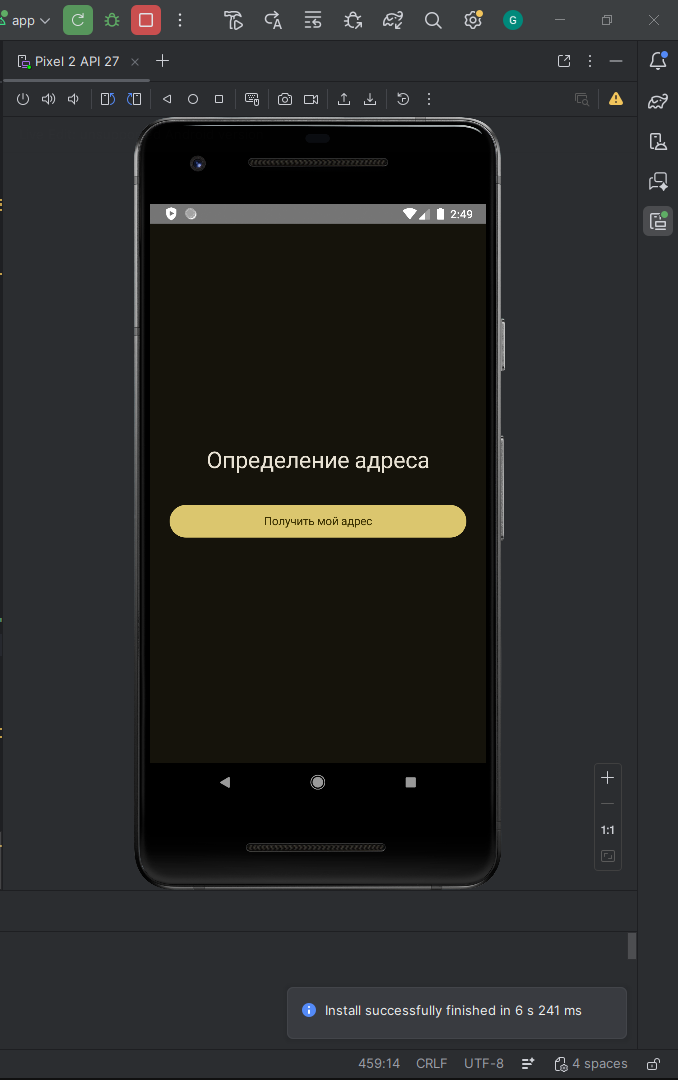 app
G
Pixel 2 API 27
2:49
Определение адреса
Получить мой адрес
1:1
Install successfully finished in 6 s 241 ms
459:14 CRLF UTF-8 4 spaces